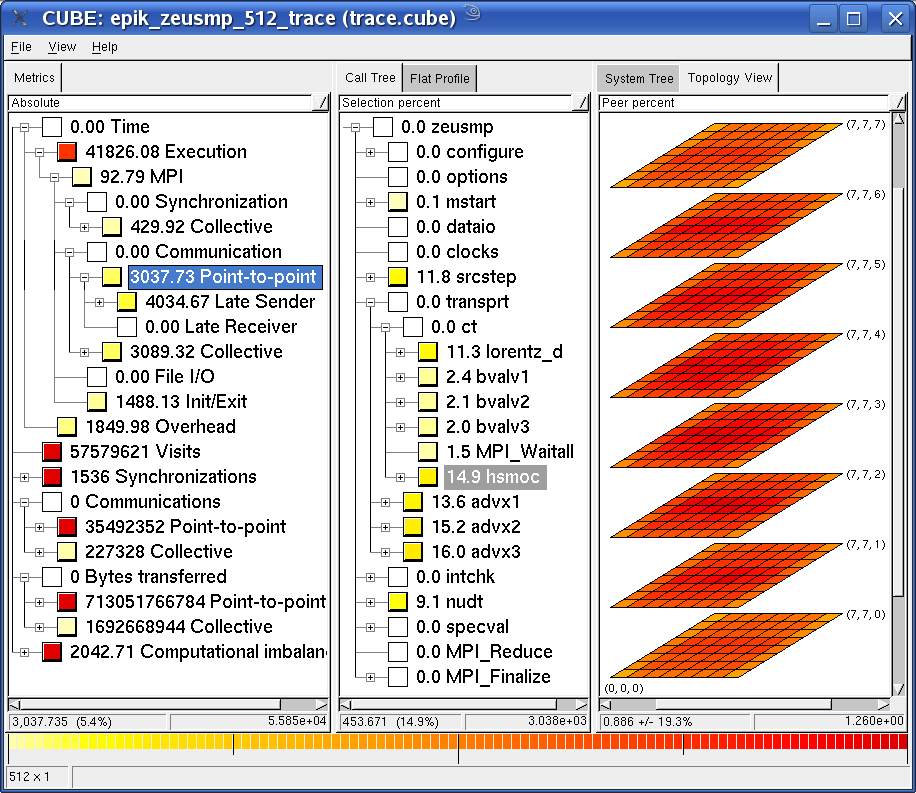 CUBE: epik_zeusmp_512_trace (trace.cube)
File View Help
Metrics
Absolute
0.00 Time
41826.08 Execution
92.79 MPI
0.00 Synchronization
429.92 Collective
0.00 Communication
3037.73 Point-to-point
4034.67 Late Sender
0.00 Late Receiver
3089.32 Collective
0.00 File I/O
1488.13 Init/Exit
1849.98 Overhead
57579621 Visits
1536 Synchronizations
0 Communications
35492352 Point-to-point
227328 Collective
0 Bytes transferred
713051766784 Point-to-point
1692668944 Collective
2042.71 Computational imbalan
3,037.735 (5.4%) 5.585e+04
Call Tree Flat Profile
Selection percent
0.0 zeusmp
0.0 configure
0.0 options
0.1 mstart
0.0 dataio
0.0 clocks
11.8 srcstep
0.0 transprt
0.0 ct
11.3 lorentz_d
2.4 bvalv1
2.1 bvalv2
2.0 bvalv3
1.5 MPI_Waitall
14.9 hsmoc
13.6 advx1
15.2 advx2
16.0 advx3
0.0 intchk
9.1 nudt
0.0 specval
0.0 MPI_Reduce
0.0 MPI_Finalize
453.671 (14.9%) 3.038e+03
System Tree Topology View
Peer percent
(7, 7, 7)
(7, 7, 6)
(7, 7, 5)
(7, 7, 4)
(7, 7, 3)
(7, 7, 2)
(7, 7, 1)
(7, 7, 0)
(0, 0, 0)
0.886 +/- 19.3% 1.260e+00
512 x 1